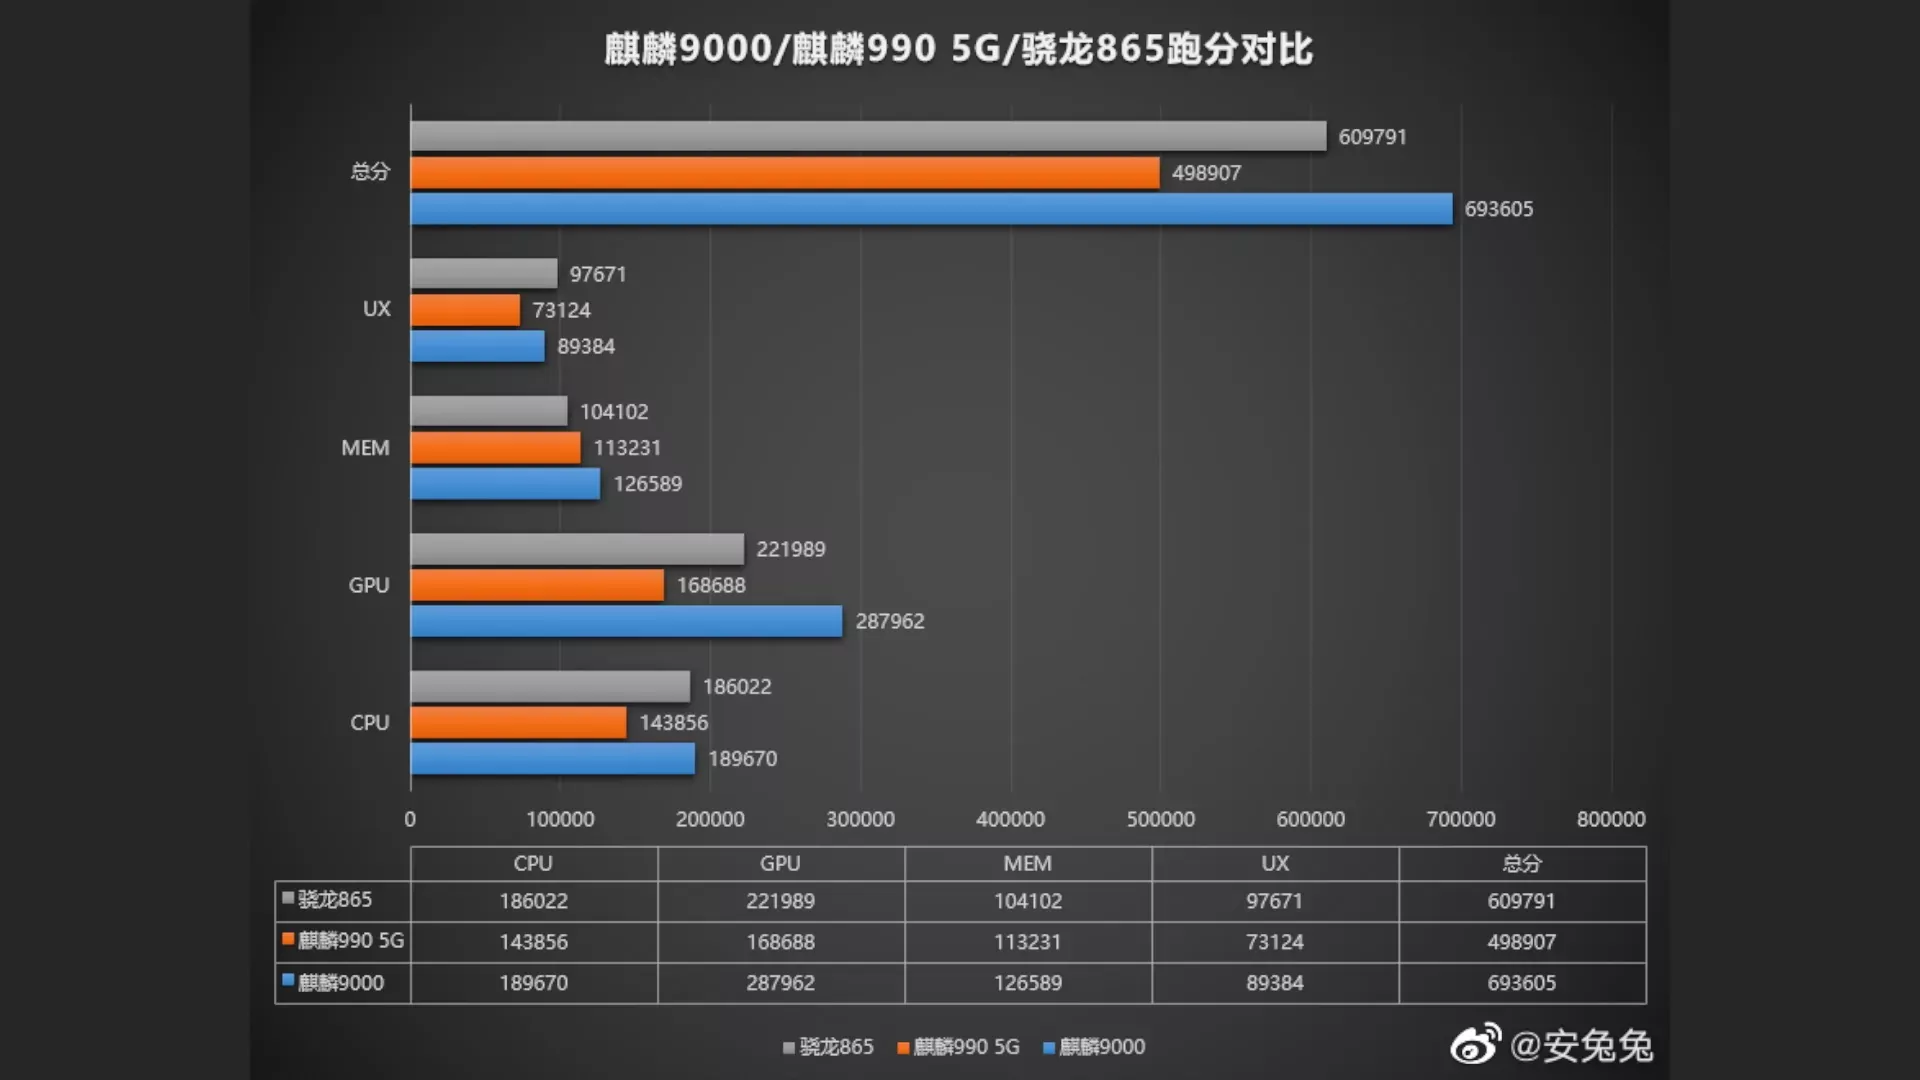 麒麟9000/麒麟990 5G/骁龙865跑分对比
609791
总分
498907
693605
97671
UX
73124
89384
104102
MEM
113231
126589
221989
GPU
168688
287962
186022
CPU
143856
189670
0 100000 200000 300000 400000 500000 600000 700000 800000
CPU GPU MEM UX 总分
骁龙865 186022 221989 104102 97671 609791
麒麟990 5G 143856 168688 113231 73124 498907
麒麟9000 189670 287962 126589 89384 693605
骁龙865 麒麟990 5G 麒麟9000
@安兔兔